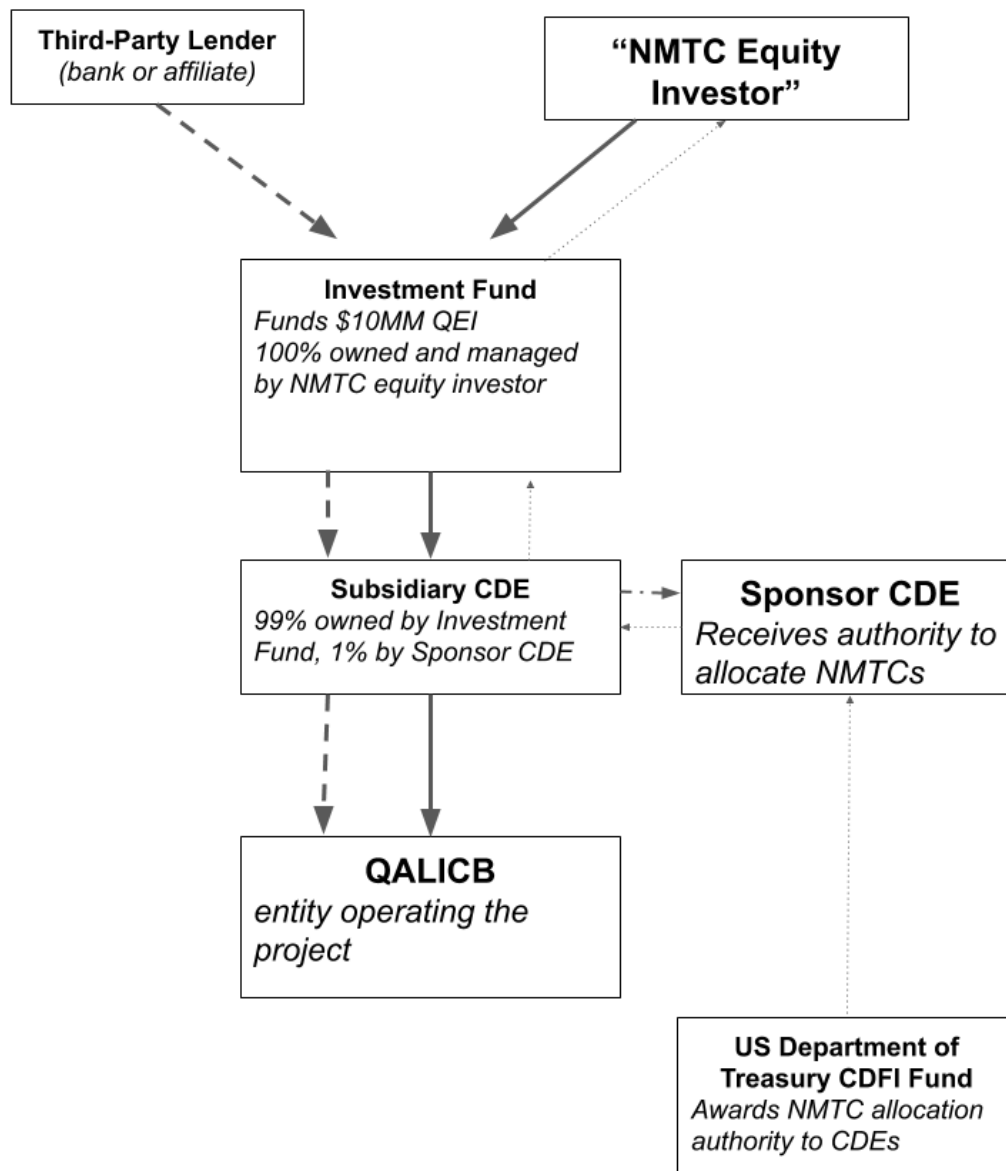 Third-Party Lender
(bank or affiliate)
“NMTC Equity
Investor”
Investment Fund
Funds $10MM QEI
100% owned and managed
by NMTC equity investor
Subsidiary CDE
99% owned by Investment
Fund, 1% by Sponsor CDE
Sponsor CDE
Receives authority to
allocate NMTCs
QALICB
entity operating the
project
US Department of
Treasury CDFI Fund
Awards NMTC allocation
authority to CDEs